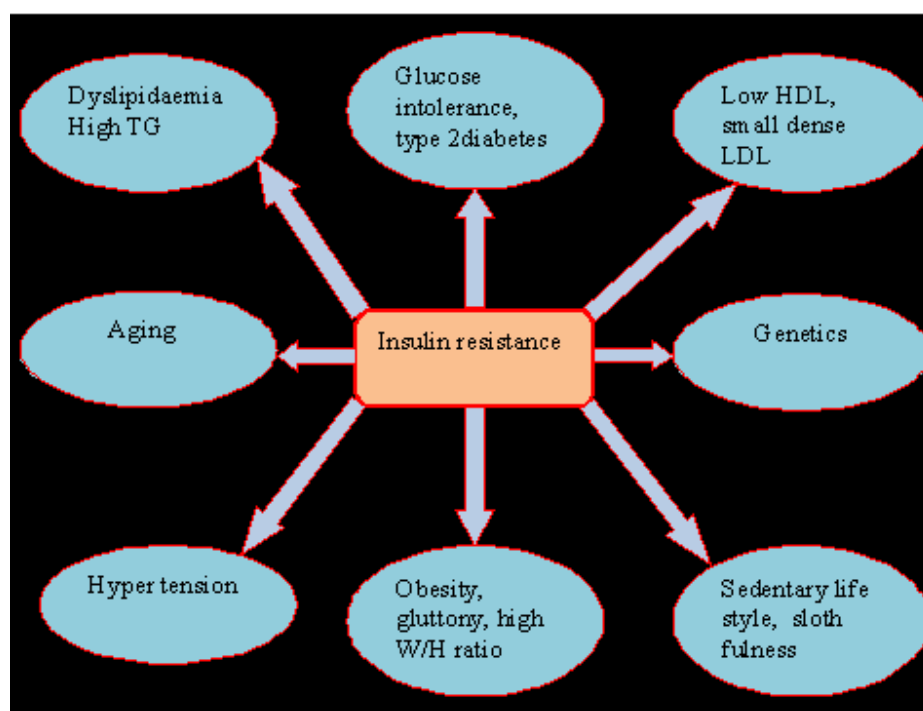 Dyslipidaemia
High TG
Glucose
intolerance,
type 2diabetes
Low HDL,
small dense
LDL
Aging
Insulin resistance
Genetics
Hyper tension
Obesity,
gluttony, high
W/H ratio
Sedentary life
style, sloth
fulness